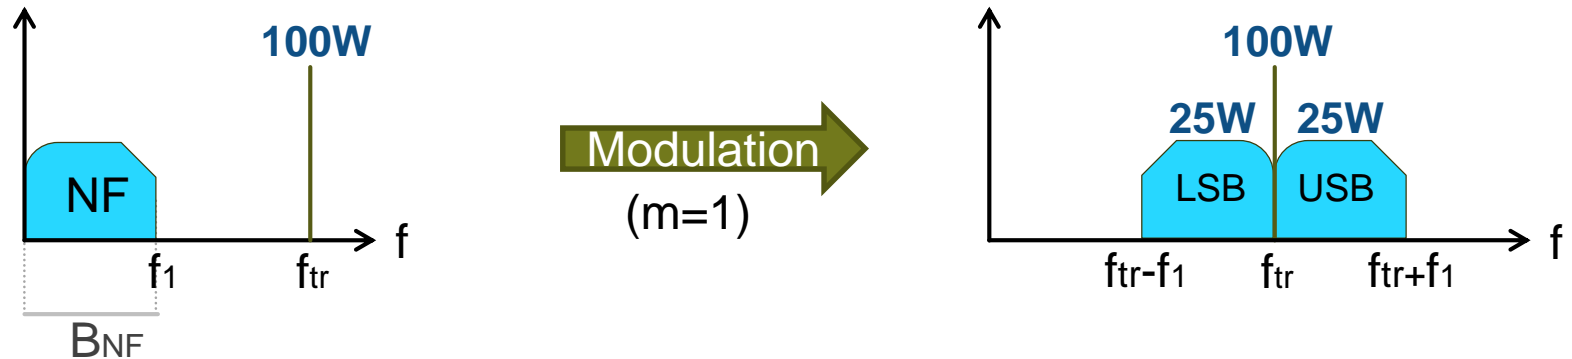 100W
NF
f
f1
ftr
BNF
Modulation
(m=1)
100W
25W 25W
LSB USB
f
ftr-f1 ftr ftr+f1